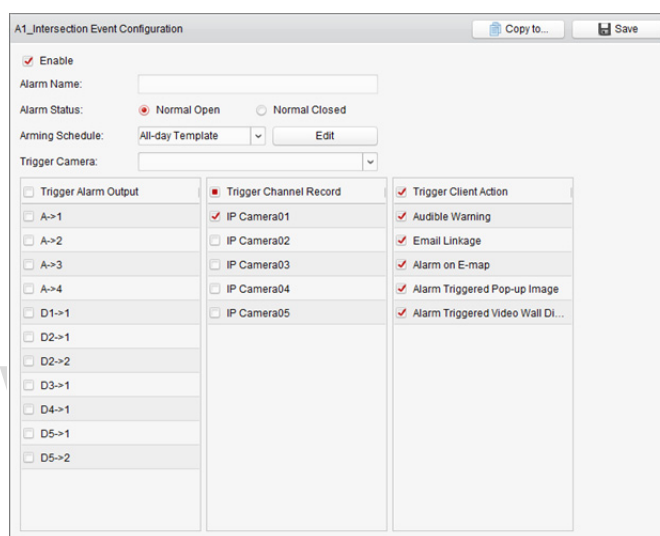 A1_Intersection Event Configuration
Copy to...
Save
Enable
Alarm Name:
Alarm Status: Normal Open Normal Closed
Arming Schedule: All-day Template Edit
Trigger Camera:
Trigger Alarm Output
A->1
A->2
A->3
A->4
D1->1
D2->1
D2->2
D3->1
D4->1
D5->1
D5->2
Trigger Channel Record
IP Camera01
IP Camera02
IP Camera03
IP Camera04
IP Camera05
Trigger Client Action
Audible Warning
Email Linkage
Alarm on E-map
Alarm Triggered Pop-up Image
Alarm Triggered Video Wall Di...